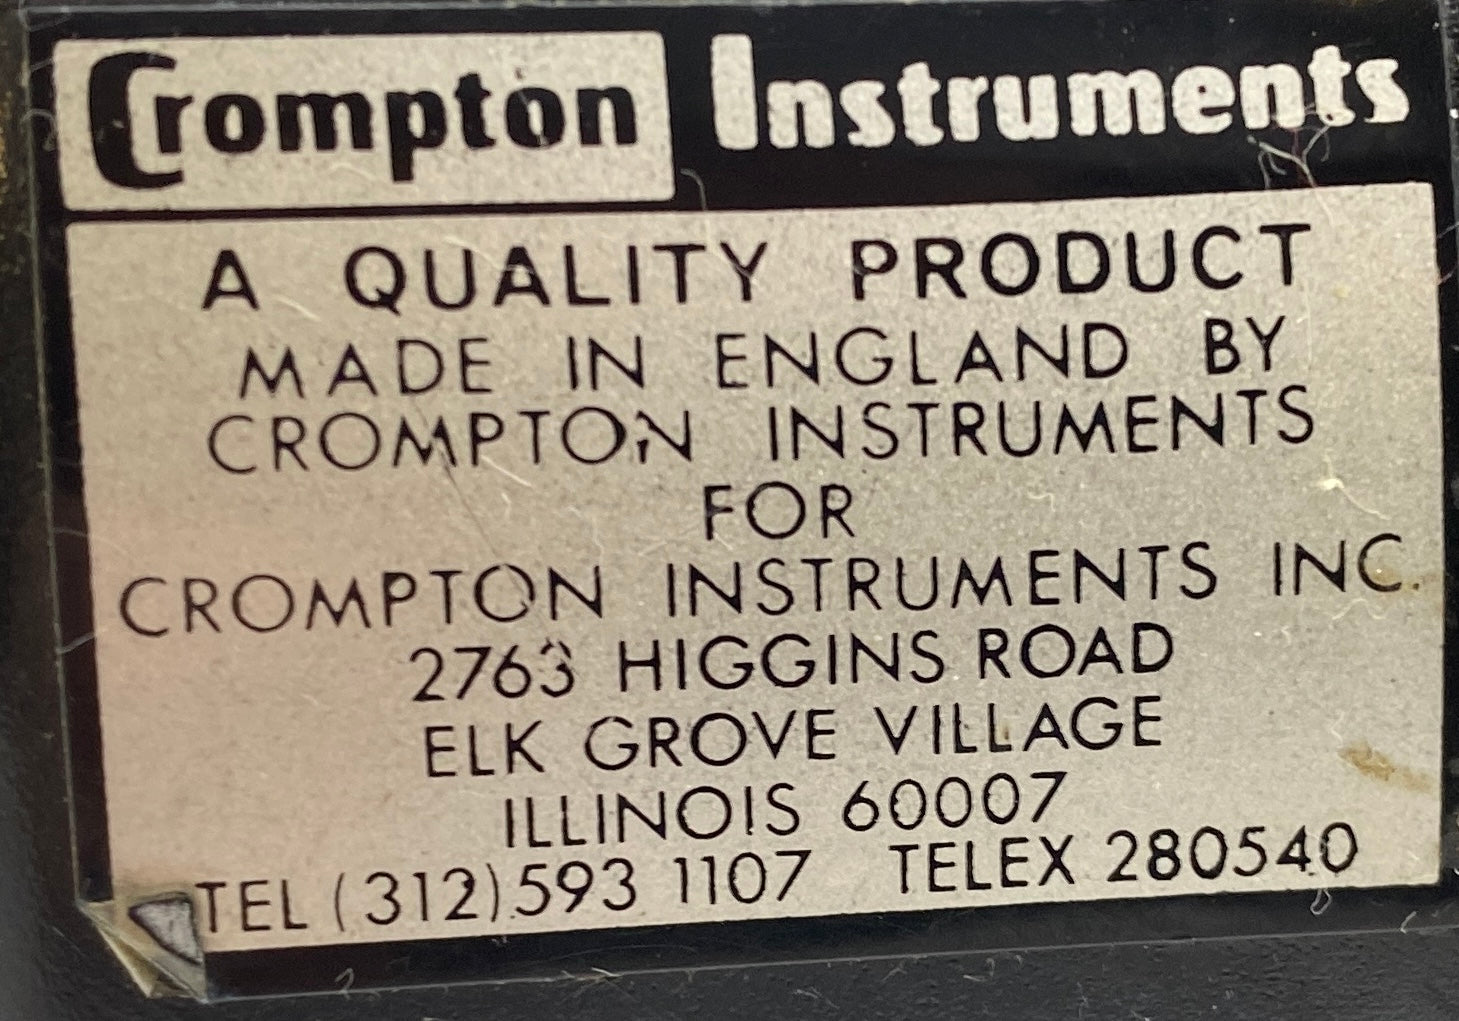 Crompton Instruments
A QUALITY PRODUCT
MADE IN ENGLAND BY
CROMPTON INSTRUMENTS
FOR
CROMPTON INSTRUMENTS INC.
2763 HIGGINS ROAD
ELK GROVE VILLAGE
ILLINOIS 60007
TEL (312) 593 1107 TELEX 280540